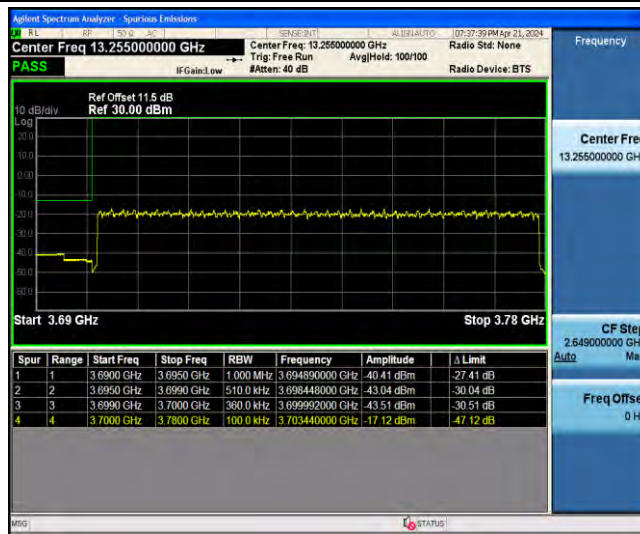 Agilent Spectrum Analyzer - Spurious Emissions
RL RF 50 Ω AC SENSE:INT ALIGN AUTO 07:37:39 PM Apr 21, 2024
Center Freq 13.255000000 GHz
Center Freq: 13.255000000 GHz
Radio Std: None
Trig: Free Run Avg|Hold: 100/100
PASS
IFGain:Low
#Atten: 40 dB
Radio Device: BTS
Frequency
Ref Offset 11.5 dB
10 dB/div Ref 30.00 dBm
Log
20.0
10.0
0.00
-10.0
-20.0
-30.0
-40.0
-50.0
-60.0
Start 3.69 GHz
Stop 3.78 GHz
Center Fre
13.255000000 GH
CF Step
2.649000000 GH
Auto Ma
Freq Offse
0 H
Spur Range Start Freq Stop Freq RBW Frequency Amplitude Δ Limit
1 1 3.6900 GHz 3.6950 GHz 1.000 MHz 3.694890000 GHz -40.41 dBm -27.41 dB
2 2 3.6950 GHz 3.6990 GHz 510.0 kHz 3.698448000 GHz -43.04 dBm -30.04 dB
3 3 3.6990 GHz 3.7000 GHz 360.0 kHz 3.699992000 GHz -43.51 dBm -30.51 dB
4 4 3.7000 GHz 3.7800 GHz 100.0 kHz 3.703440000 GHz -17.12 dBm -47.12 dB
MSG
STATUS